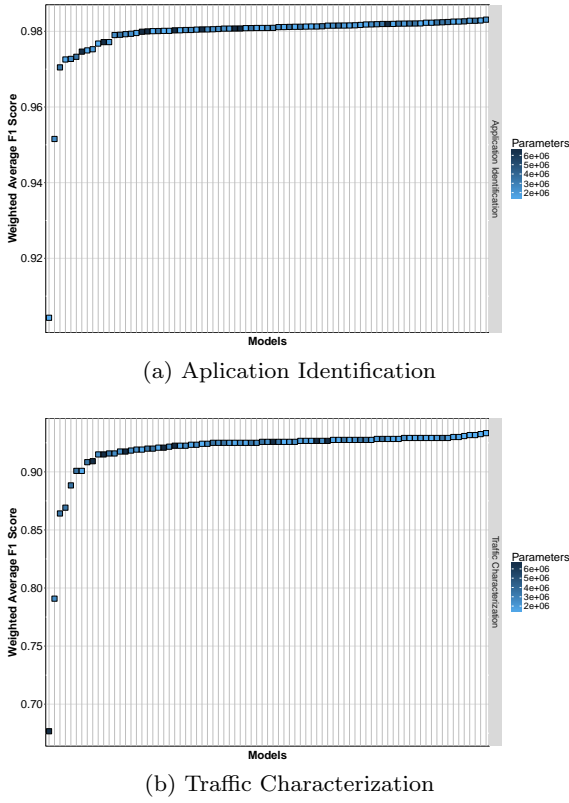 0.98
0.96
0.94
0.92
Weighted Average F1 Score
Models
Application Identification
Parameters
6e+06
5e+06
4e+06
3e+06
2e+06
(a) Aplication Identification
0.90
0.85
0.80
0.75
0.70
Weighted Average F1 Score
Models
Traffic Characterization
Parameters
6e+06
5e+06
4e+06
3e+06
2e+06
(b) Traffic Characterization